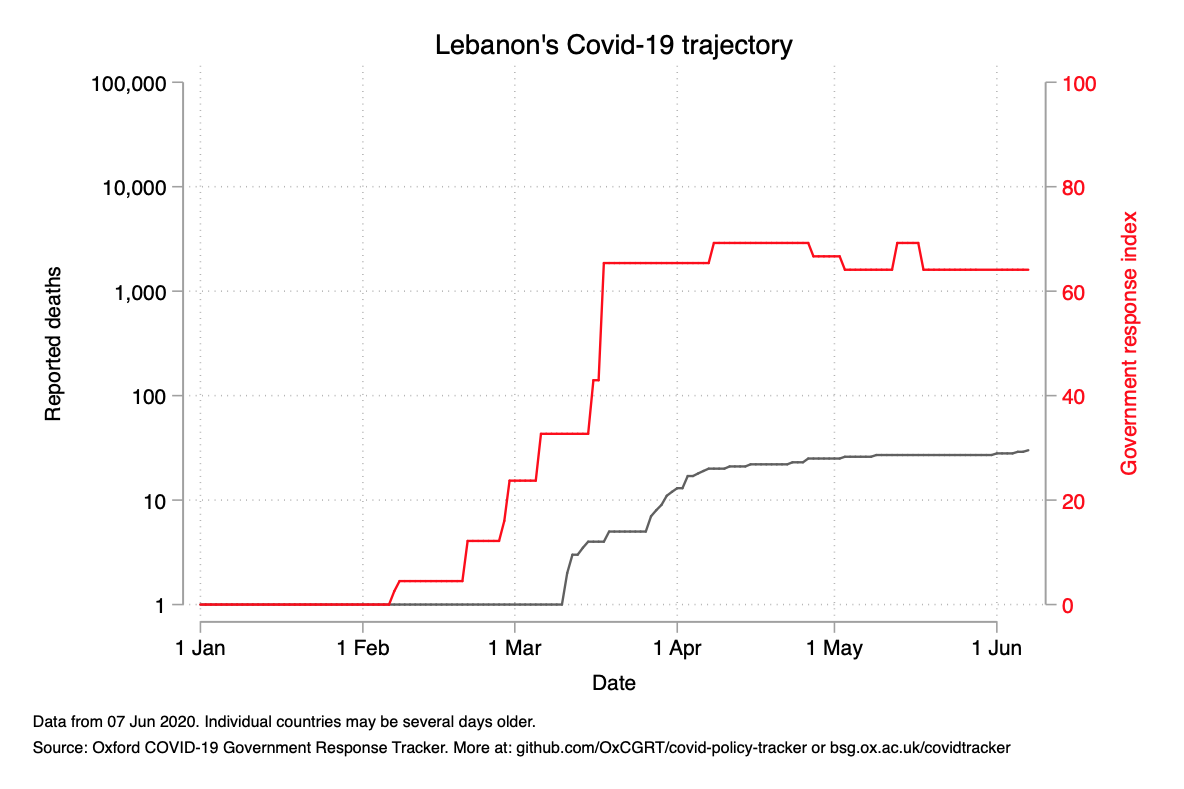 Lebanon's Covid-19 trajectory
100,000
10,000
1,000
100
10
1
Reported deaths
100
80
60
40
20
0
Government response index
1 Jan 1 Feb 1 Mar 1 Apr 1 May 1 Jun
Date
Data from 07 Jun 2020. Individual countries may be several days older.
Source: Oxford COVID-19 Government Response Tracker. More at: github.com/OxCGRT/covid-policy-tracker or bsg.ox.ac.uk/covidtracker